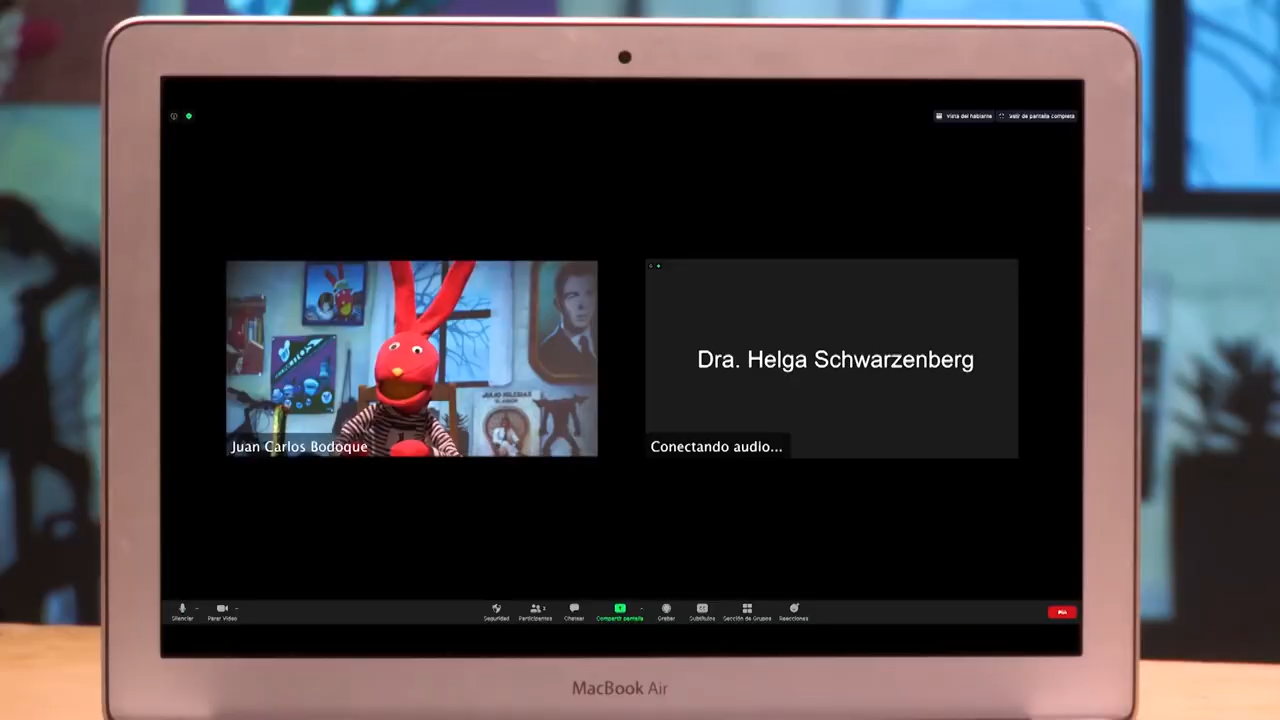 Vista del hablante
Salir de pantalla completa
JULIO IGLESIAS
Juan Carlos Bodoque
Dra. Helga Schwarzenberg
Conectando audio...
Silenciar
Parar Video
Seguridad
Participantes
2
Chatear
Compartir pantalla
Grabar
Subtítulos
Sección de Grupos
Reacciones
Fin
MacBook Air